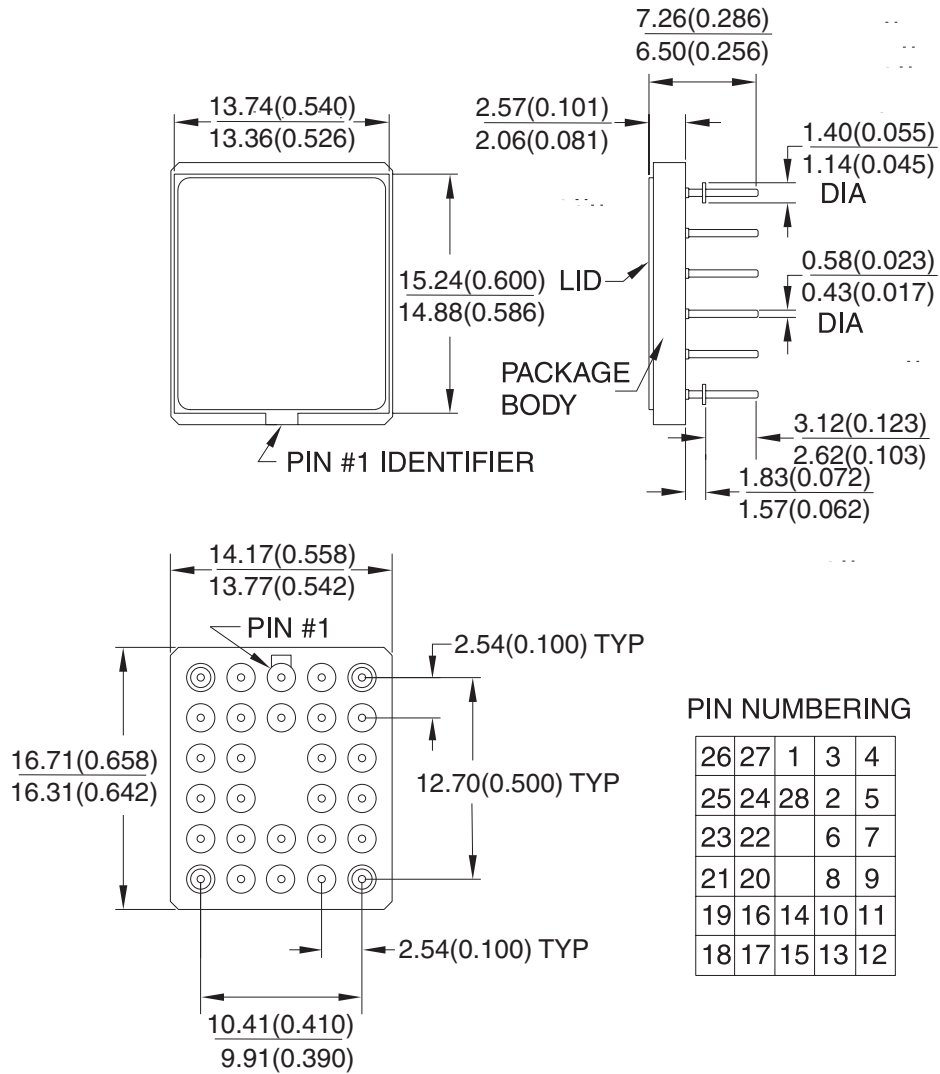 7.26(0.286)
6.50(0.256)
13.74(0.540)
13.36(0.526)
2.57(0.101)
2.06(0.081)
1.40(0.055)
1.14(0.045)
DIA
15.24(0.600)
14.88(0.586)
LID
0.58(0.023)
0.43(0.017)
DIA
PACKAGE
BODY
3.12(0.123)
2.62(0.103)
PIN #1 IDENTIFIER
1.83(0.072)
1.57(0.062)
14.17(0.558)
13.77(0.542)
PIN #1
2.54(0.100) TYP
16.71(0.658)
16.31(0.642)
12.70(0.500) TYP
2.54(0.100) TYP
10.41(0.410)
9.91(0.390)
PIN NUMBERING
26 27 1 3 4
25 24 28 2 5
23 22 6 7
21 20 8 9
19 16 14 10 11
18 17 15 13 12